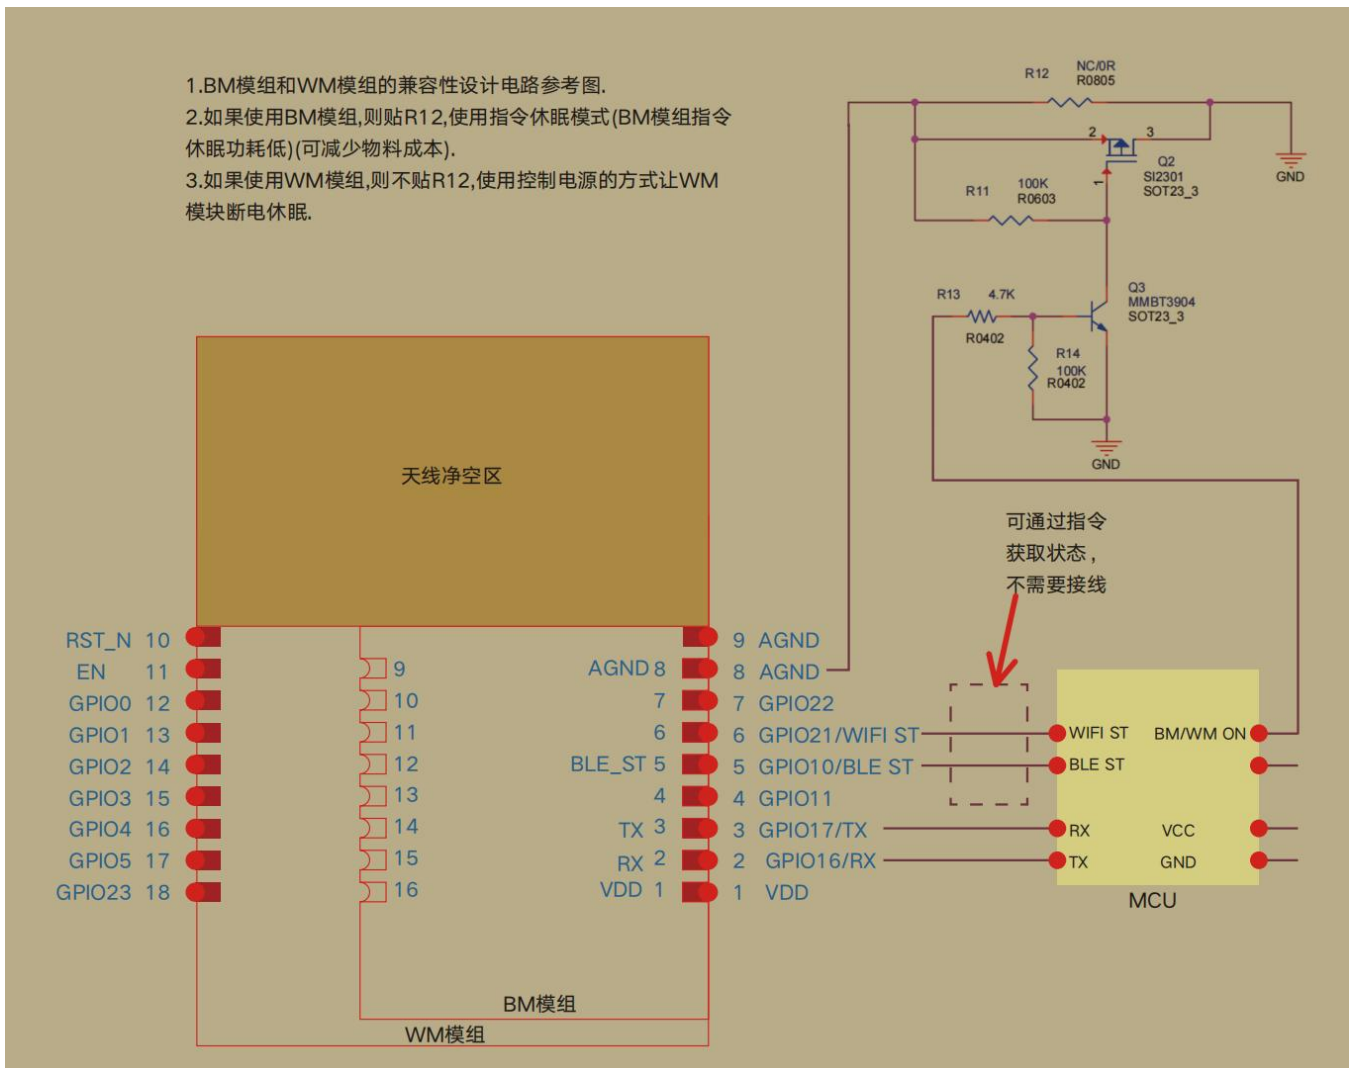 1.BM模组和WM模组的兼容性设计电路参考图.
2.如果使用BM模组,则贴R12,使用指令休眠模式(BM模组指令
休眠功耗低)(可减少物料成本).
3.如果使用WM模组,则不贴R12,使用控制电源的方式让WM
模块断电休眠.
R12
NC/0R
R0805
2
3
Q2
SI2301
SOT23_3
1
GND
R11
100K
R0603
Q3
MMBT3904
SOT23_3
R13
4.7K
R0402
R14
100K
R0402
GND
天线净空区
可通过指令
获取状态，
不需要接线
RST_N 10
EN 11
GPIO0 12
GPIO1 13
GPIO2 14
GPIO3 15
GPIO4 16
GPIO5 17
GPIO23 18
9
10
11
12
13
14
15
16
AGND 8
7
6
BLE_ST 5
4
TX 3
RX 2
VDD 1
9 AGND
8 AGND
7 GPIO22
6 GPIO21/WIFI ST
5 GPIO10/BLE ST
4 GPIO11
3 GPIO17/TX
2 GPIO16/RX
1 VDD
WIFI ST
BM/WM ON
BLE ST
RX
VCC
TX
GND
MCU
BM模组
WM模组